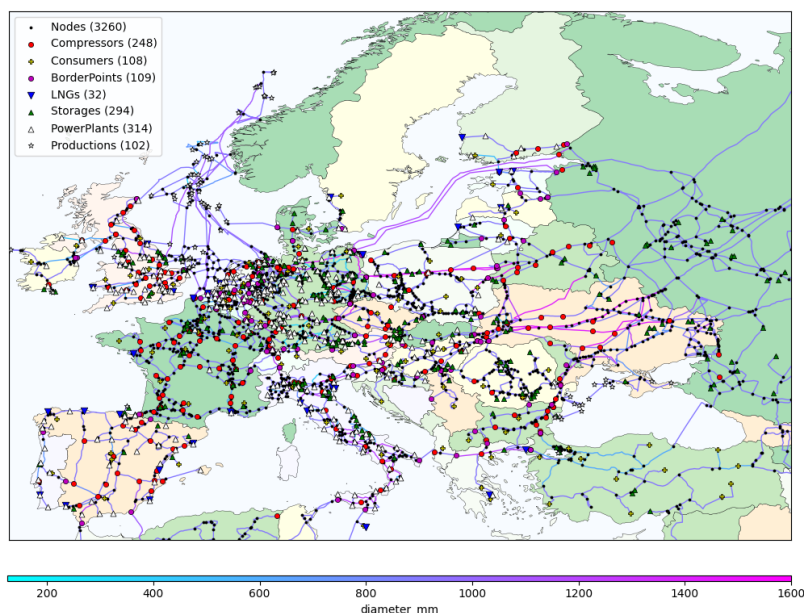 Nodes (3260)
Compressors (248)
Consumers (108)
BorderPoints (109)
LNGs (32)
Storages (294)
PowerPlants (314)
Productions (102)
200 400 600 800 1000 1200 1400 1600
diameter_mm